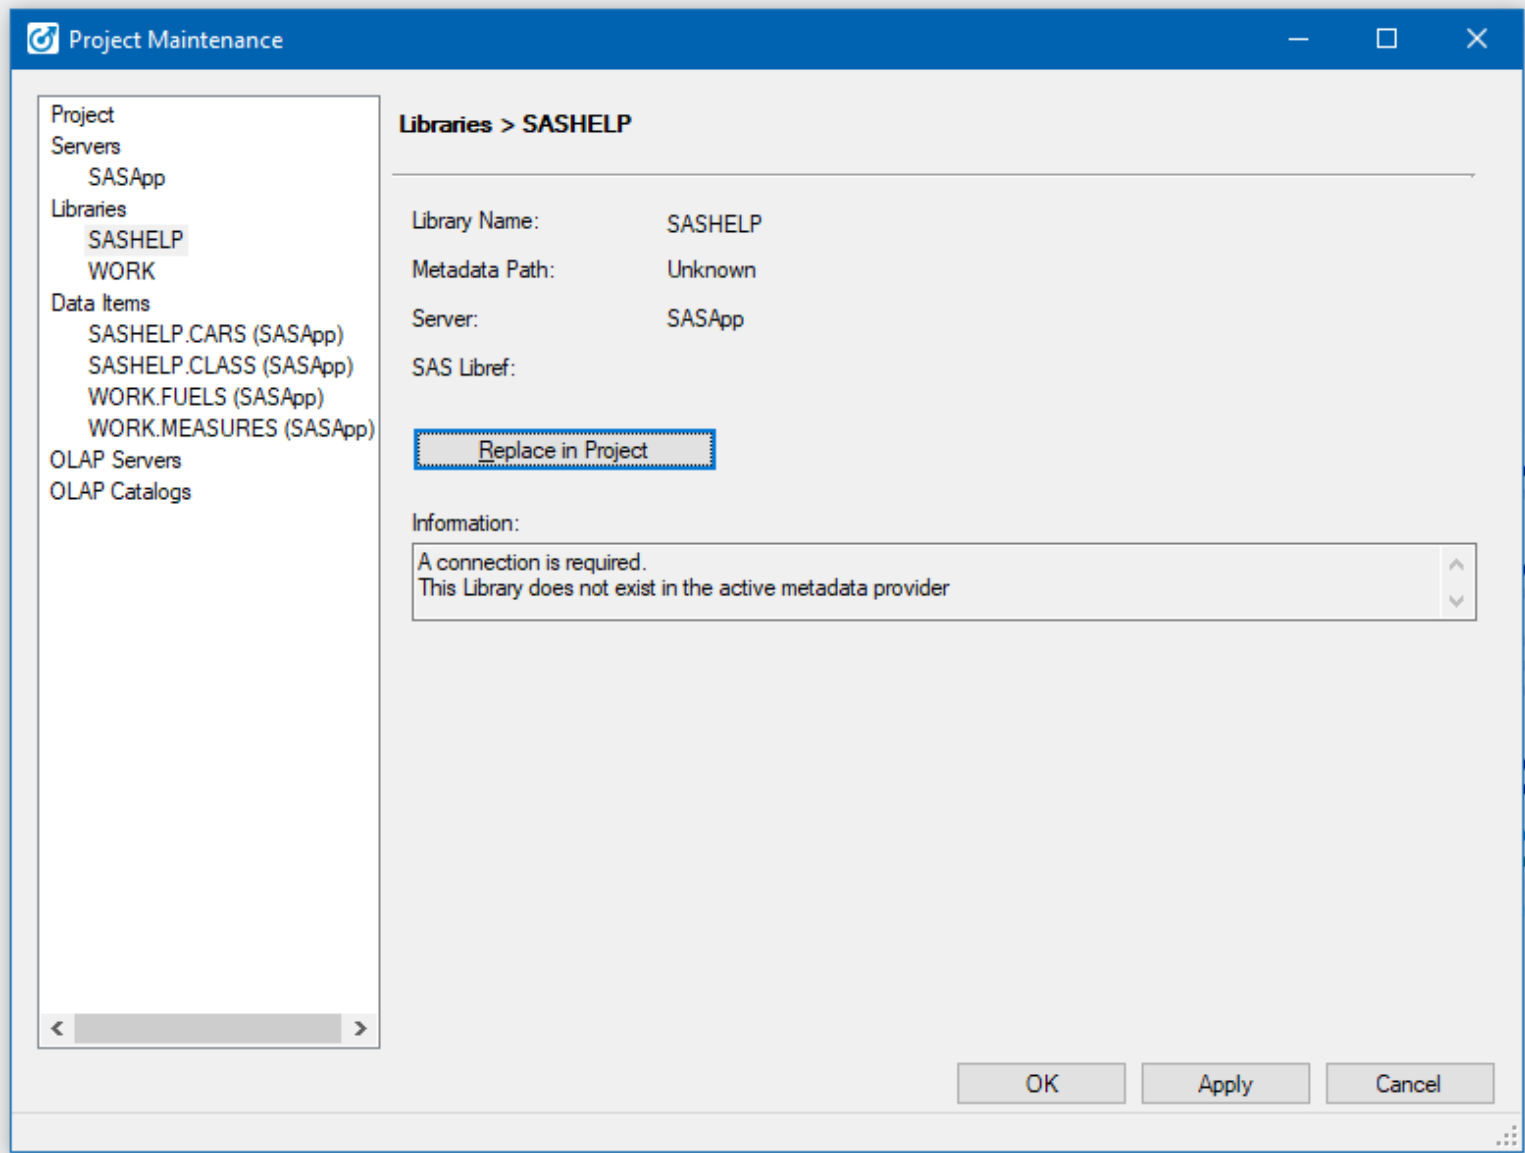 Project Maintenance
Project
Servers
SASApp
Libraries
SASHELP
WORK
Data Items
SASHELP.CARS (SASApp)
SASHELP.CLASS (SASApp)
WORK.FUELS (SASApp)
WORK.MEASURES (SASApp)
OLAP Servers
OLAP Catalogs
Libraries > SASHELP
Library Name: SASHELP
Metadata Path: Unknown
Server: SASApp
SAS Libref:
Replace in Project
Information:
A connection is required.
This Library does not exist in the active metadata provider
OK Apply Cancel